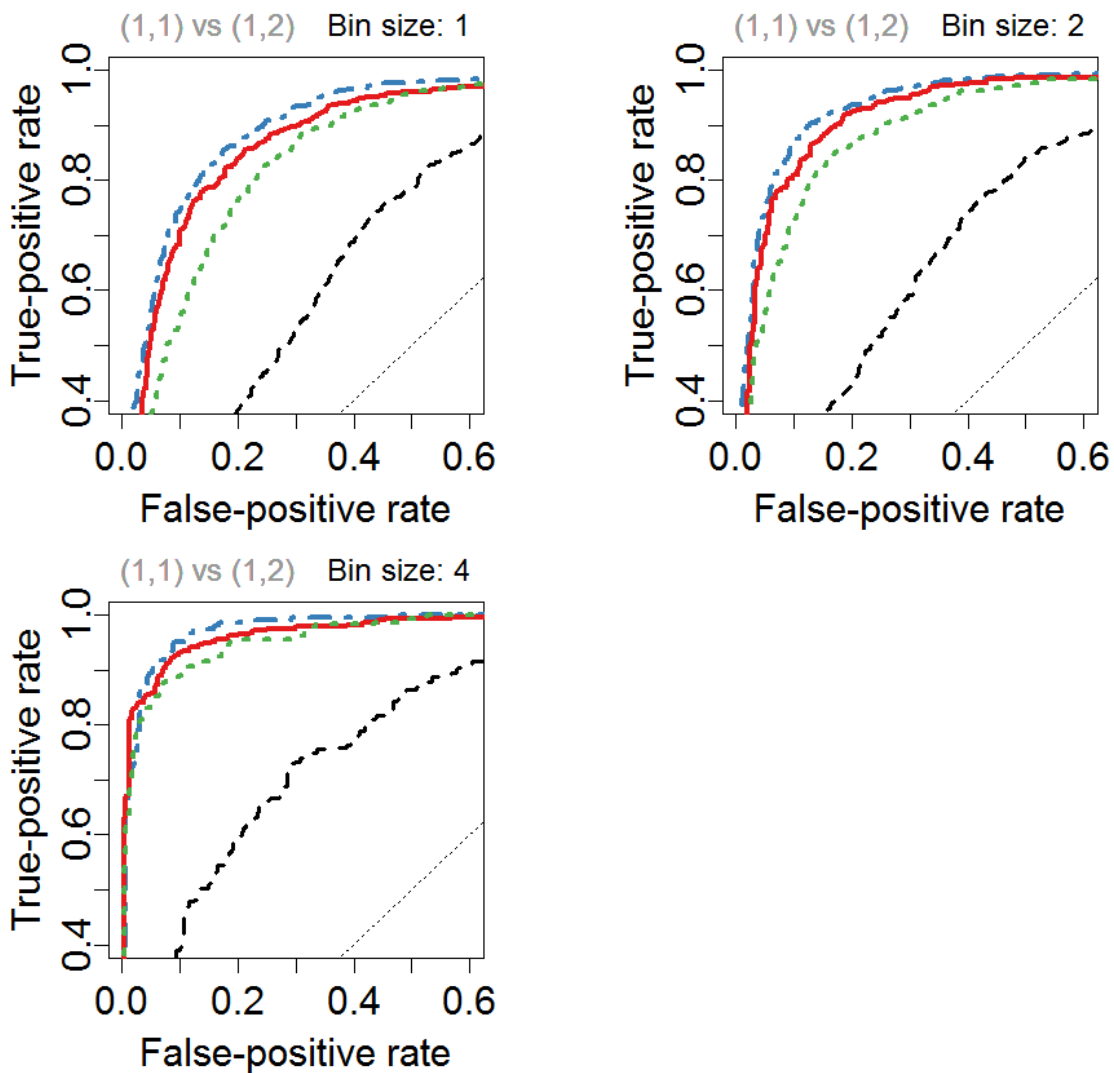 (1,1) vs (1,2) Bin size: 1
True-positive rate
1.0
0.8
0.6
0.4
0.0 0.2 0.4 0.6
False-positive rate
(1,1) vs (1,2) Bin size: 2
True-positive rate
1.0
0.8
0.6
0.4
0.0 0.2 0.4 0.6
False-positive rate
(1,1) vs (1,2) Bin size: 4
True-positive rate
1.0
0.8
0.6
0.4
0.0 0.2 0.4 0.6
False-positive rate